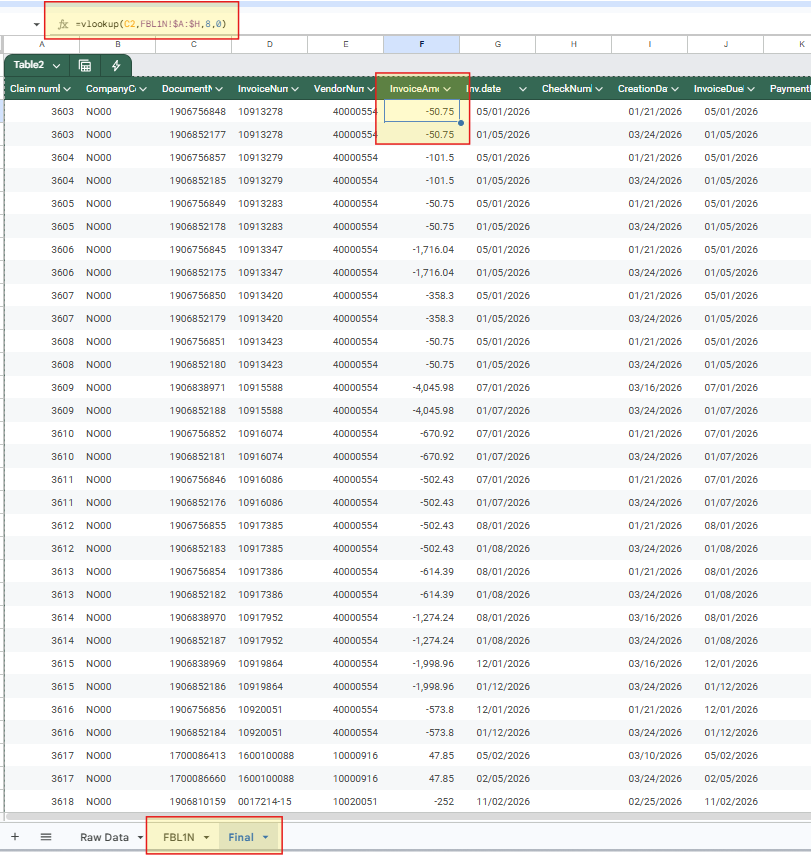 =vlookup(C2,FBL1N!$A:$H,8,0)
A B C D E F G H I J K
Table2
Claim numl CompanyC DocumentN InvoiceNun VendorNun InvoiceAm Inv.date CheckNuml CreationDa InvoiceDue Payment
3603 NO00 1906756848 10913278 40000554 -50.75 05/01/2026 01/21/2026 05/01/2026
3603 NO00 1906852177 10913278 40000554 -50.75 01/05/2026 03/24/2026 01/05/2026
3604 NO00 1906756857 10913279 40000554 -101.5 05/01/2026 01/21/2026 05/01/2026
3604 NO00 1906852185 10913279 40000554 -101.5 01/05/2026 03/24/2026 01/05/2026
3605 NO00 1906756849 10913283 40000554 -50.75 05/01/2026 01/21/2026 05/01/2026
3605 NO00 1906852178 10913283 40000554 -50.75 01/05/2026 03/24/2026 01/05/2026
3606 NO00 1906756845 10913347 40000554 -1,716.04 05/01/2026 01/21/2026 05/01/2026
3606 NO00 1906852175 10913347 40000554 -1,716.04 01/05/2026 03/24/2026 01/05/2026
3607 NO00 1906756850 10913420 40000554 -358.3 05/01/2026 01/21/2026 05/01/2026
3607 NO00 1906852179 10913420 40000554 -358.3 01/05/2026 03/24/2026 01/05/2026
3608 NO00 1906756851 10913423 40000554 -50.75 05/01/2026 01/21/2026 05/01/2026
3608 NO00 1906852180 10913423 40000554 -50.75 01/05/2026 03/24/2026 01/05/2026
3609 NO00 1906838971 10915588 40000554 -4,045.98 07/01/2026 03/16/2026 07/01/2026
3609 NO00 1906852188 10915588 40000554 -4,045.98 01/07/2026 03/24/2026 01/07/2026
3610 NO00 1906756852 10916074 40000554 -670.92 07/01/2026 01/21/2026 07/01/2026
3610 NO00 1906852181 10916074 40000554 -670.92 01/07/2026 03/24/2026 01/07/2026
3611 NO00 1906756846 10916086 40000554 -502.43 07/01/2026 01/21/2026 07/01/2026
3611 NO00 1906852176 10916086 40000554 -502.43 01/07/2026 03/24/2026 01/07/2026
3612 NO00 1906756855 10917385 40000554 -502.43 08/01/2026 01/21/2026 08/01/2026
3612 NO00 1906852183 10917385 40000554 -502.43 01/08/2026 03/24/2026 01/08/2026
3613 NO00 1906756854 10917386 40000554 -614.39 08/01/2026 01/21/2026 08/01/2026
3613 NO00 1906852182 10917386 40000554 -614.39 01/08/2026 03/24/2026 01/08/2026
3614 NO00 1906838970 10917952 40000554 -1,274.24 08/01/2026 03/16/2026 08/01/2026
3614 NO00 1906852187 10917952 40000554 -1,274.24 01/08/2026 03/24/2026 01/08/2026
3615 NO00 1906838969 10919864 40000554 -1,998.96 12/01/2026 03/16/2026 12/01/2026
3615 NO00 1906852186 10919864 40000554 -1,998.96 01/12/2026 03/24/2026 01/12/2026
3616 NO00 1906756856 10920051 40000554 -573.8 12/01/2026 01/21/2026 12/01/2026
3616 NO00 1906852184 10920051 40000554 -573.8 01/12/2026 03/24/2026 01/12/2026
3617 NO00 1700086413 1600100088 10000916 47.85 05/02/2026 03/10/2026 05/02/2026
3617 NO00 1700086660 1600100088 10000916 47.85 02/05/2026 03/24/2026 02/05/2026
3618 NO00 1906810159 0017214-15 10020051 -252 11/02/2026 02/25/2026 11/02/2026
Raw Data FBL1N Final